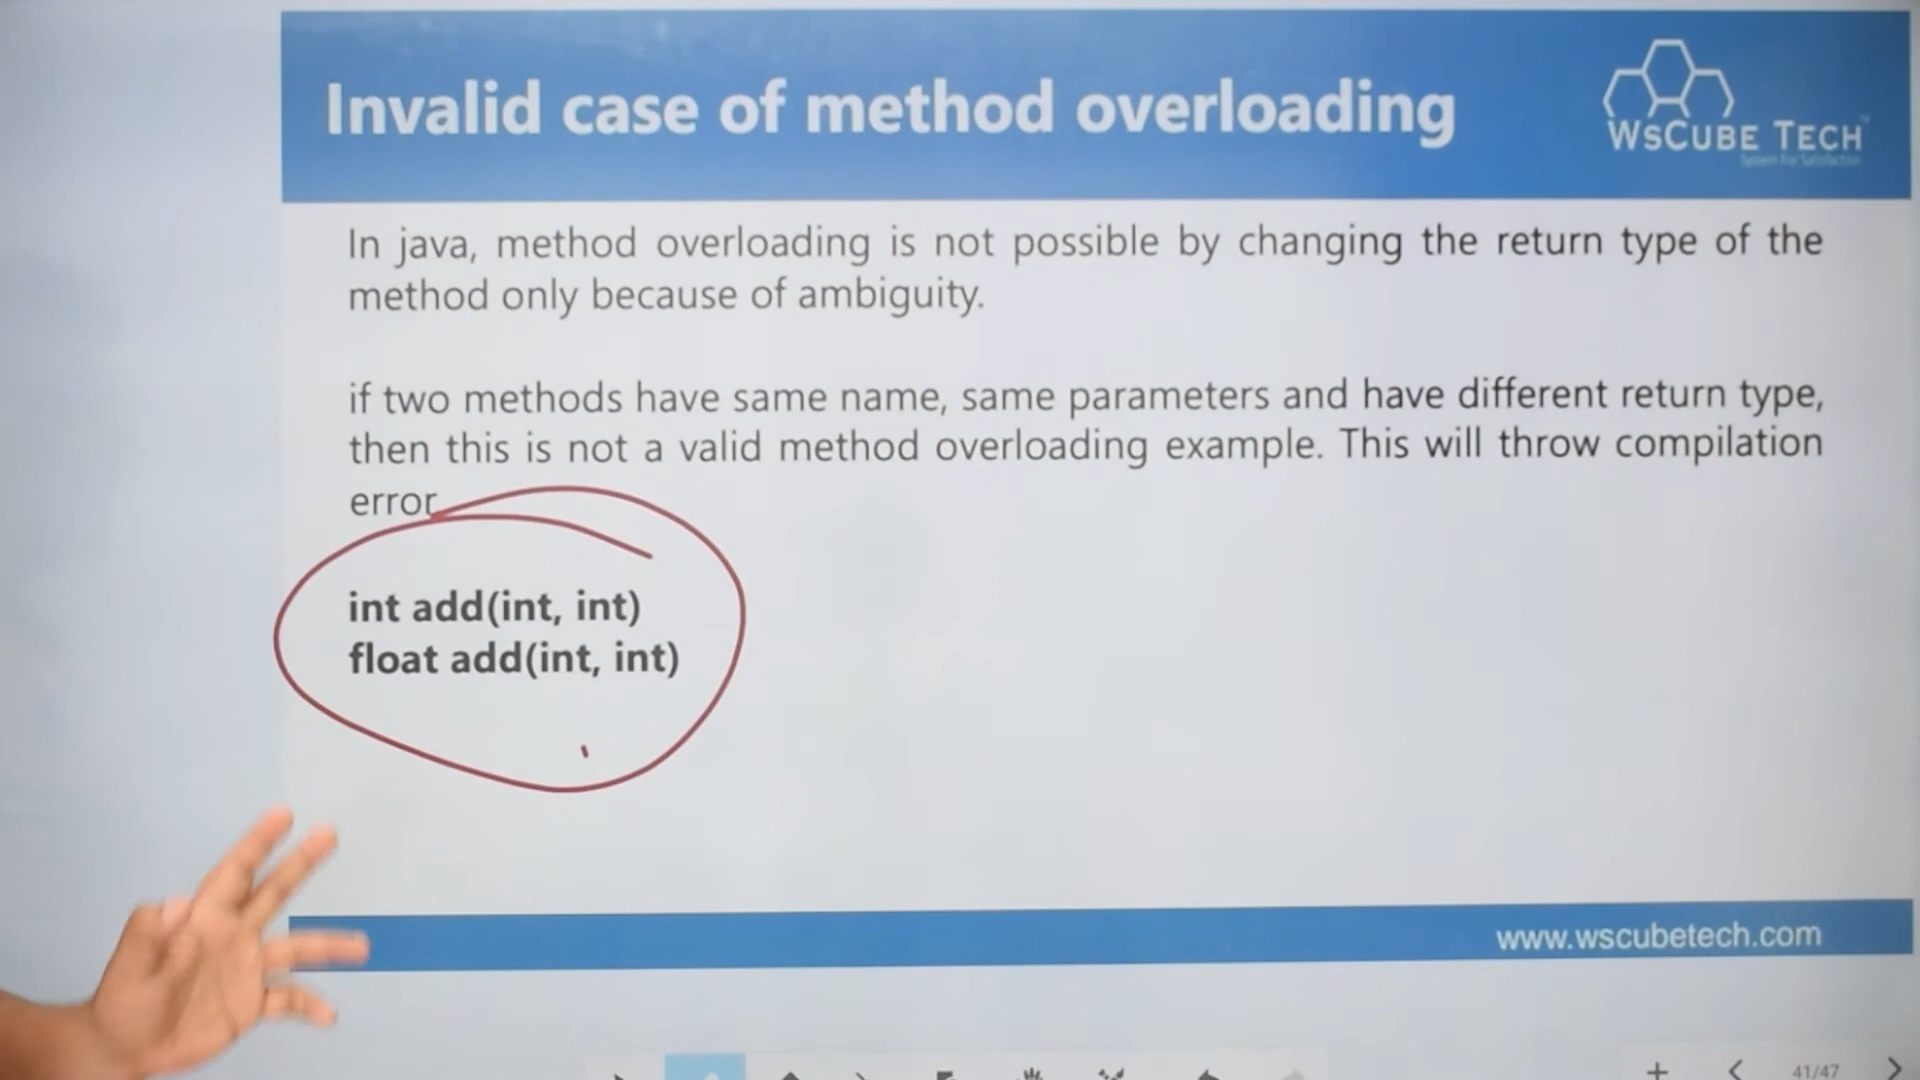 Invalid case of method overloading
WSCUBE TECH
System For Satisfaction
In java, method overloading is not possible by changing the return type of the
method only because of ambiguity.
if two methods have same name, same parameters and have different return type,
then this is not a valid method overloading example. This will throw compilation
error.
int add(int, int)
float add(int, int)
www.wscubetech.com
41/47